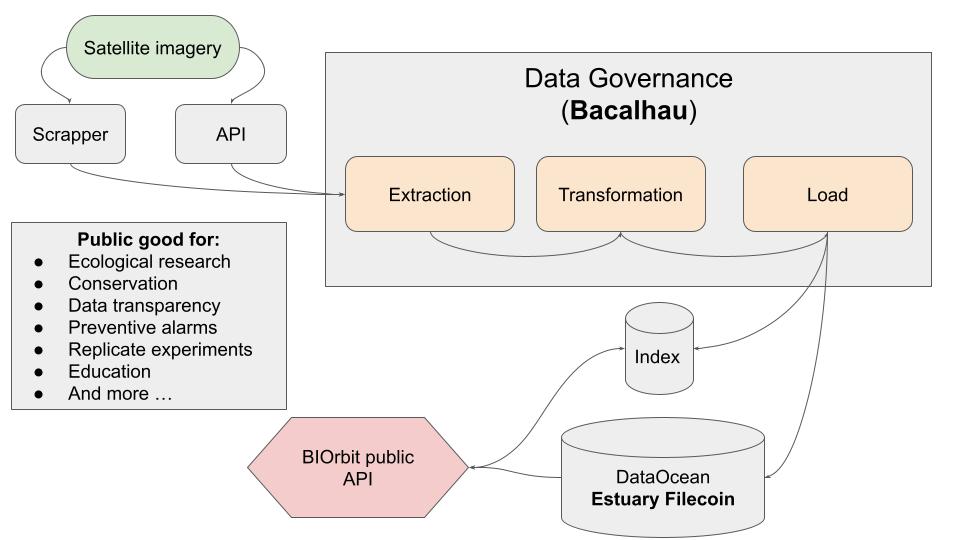 Satellite imagery
Scrapper
API
Data Governance
(Bacalhau)
Extraction
Transformation
Load
Public good for:
● Ecological research
● Conservation
● Data transparency
● Preventive alarms
● Replicate experiments
● Education
● And more …
Index
BIOrbit public
API
DataOcean
Estuary Filecoin